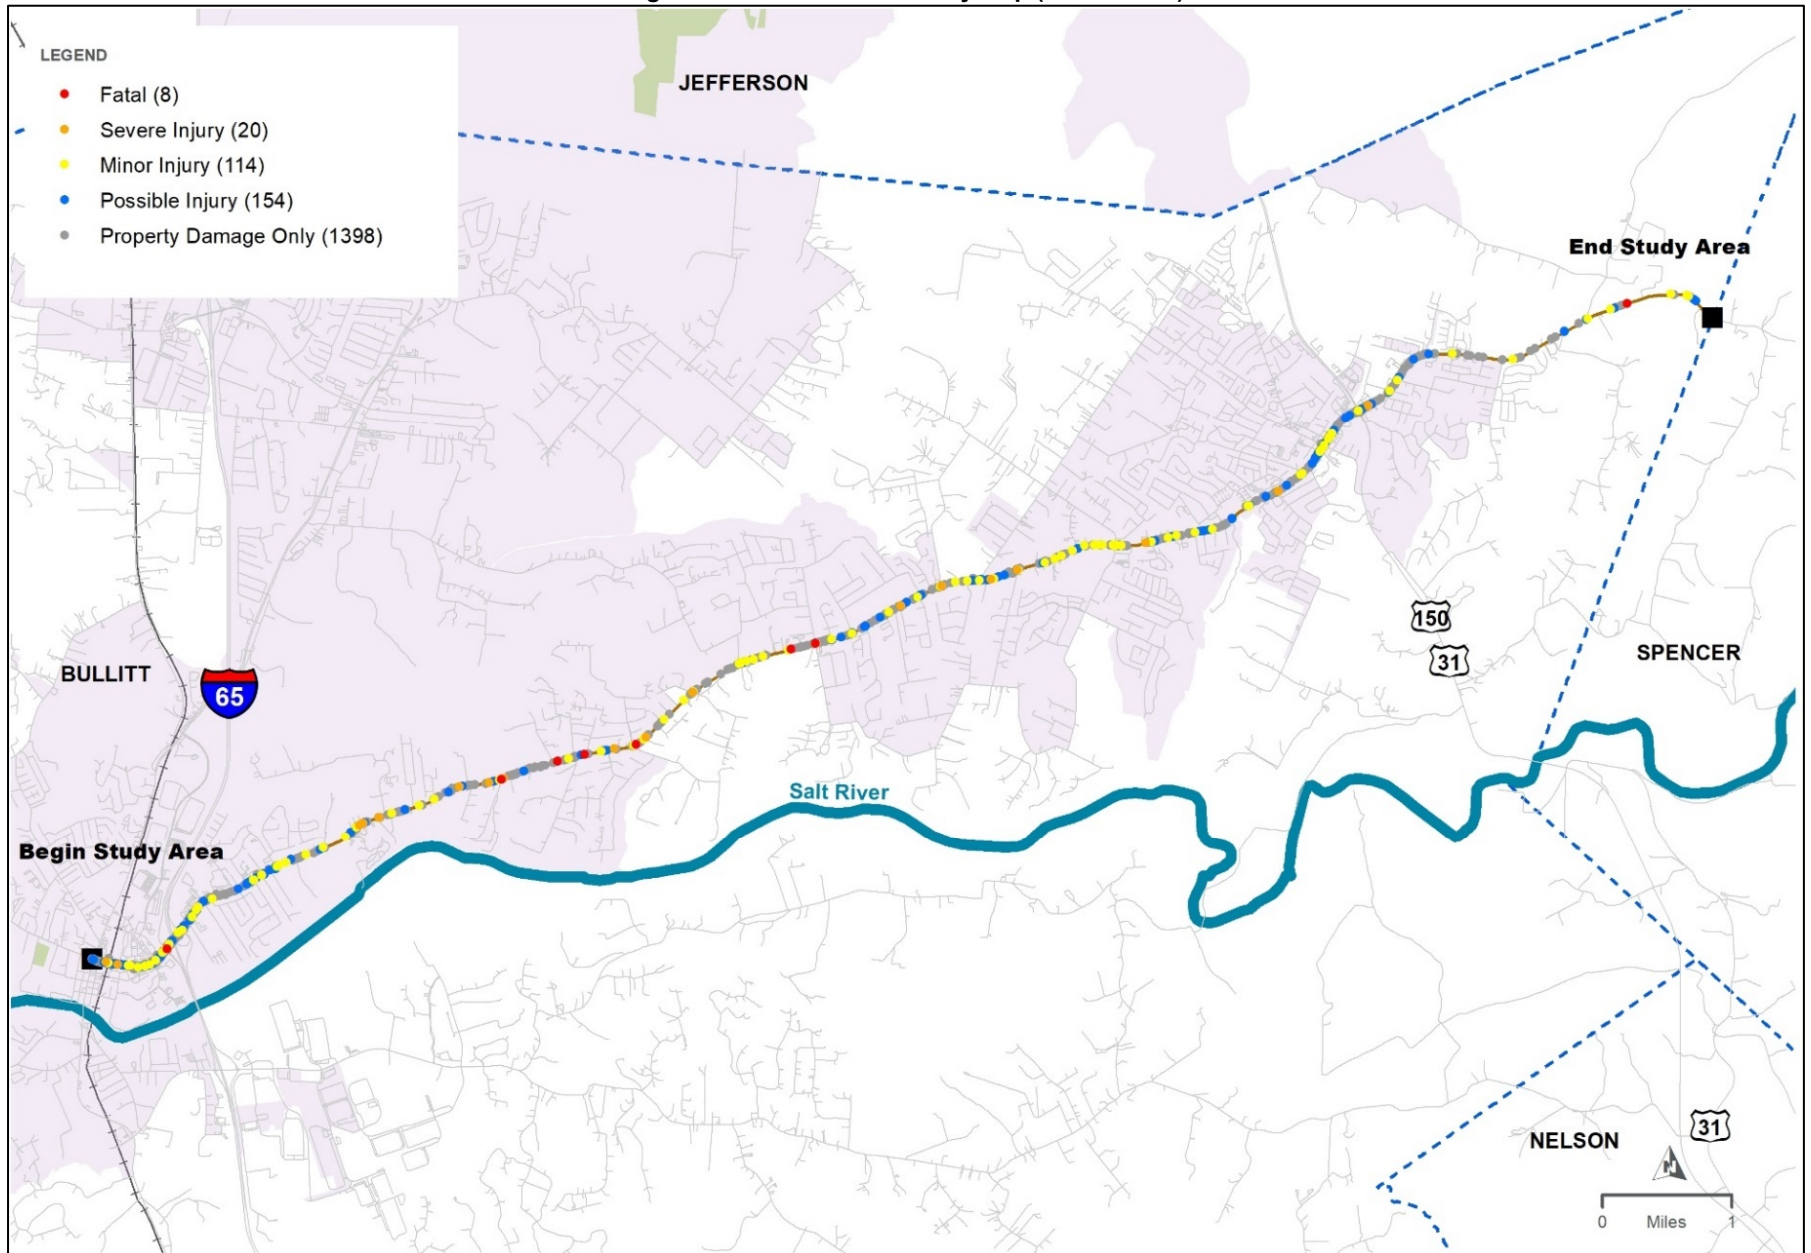 LEGEND
Fatal (8)
Severe Injury (20)
Minor Injury (114)
Possible Injury (154)
Property Damage Only (1398)
JEFFERSON
End Study Area
150
31
SPENCER
BULLITT
65
Salt River
Begin Study Area
31
NELSON
N
0 Miles 1